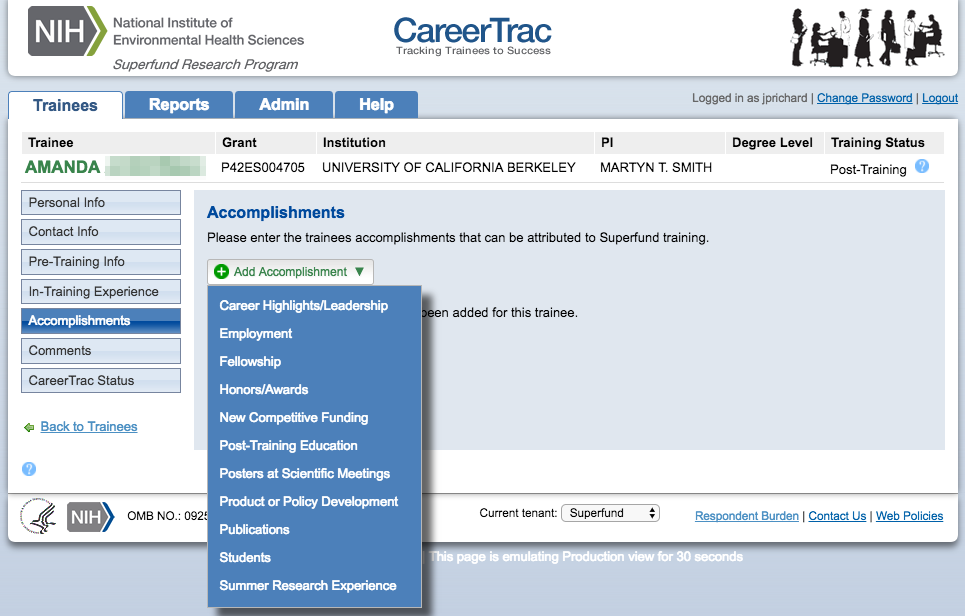 NIH
National Institute of
Environmental Health Sciences
Superfund Research Program
CareerTrac
Tracking Trainees to Success
Trainees Reports Admin Help
Logged in as jprichard | Change Password | Logout
Trainee Grant Institution PI Degree Level Training Status
AMANDA P42ES004705 UNIVERSITY OF CALIFORNIA BERKELEY MARTYN T. SMITH Post-Training ?
Personal Info
Contact Info
Pre-Training Info
In-Training Experience
Accomplishments
Comments
CareerTrac Status
Back to Trainees
?
Accomplishments
Please enter the trainees accomplishments that can be attributed to Superfund training.
Add Accomplishment ▼
been added for this trainee.
Career Highlights/Leadership
Employment
Fellowship
Honors/Awards
New Competitive Funding
Post-Training Education
Posters at Scientific Meetings
Product or Policy Development
Publications
Students
Summer Research Experience
NIH OMB NO.: 0925
Current tenant: Superfund
Respondent Burden | Contact Us | Web Policies
| This page is emulating Production view for 30 seconds